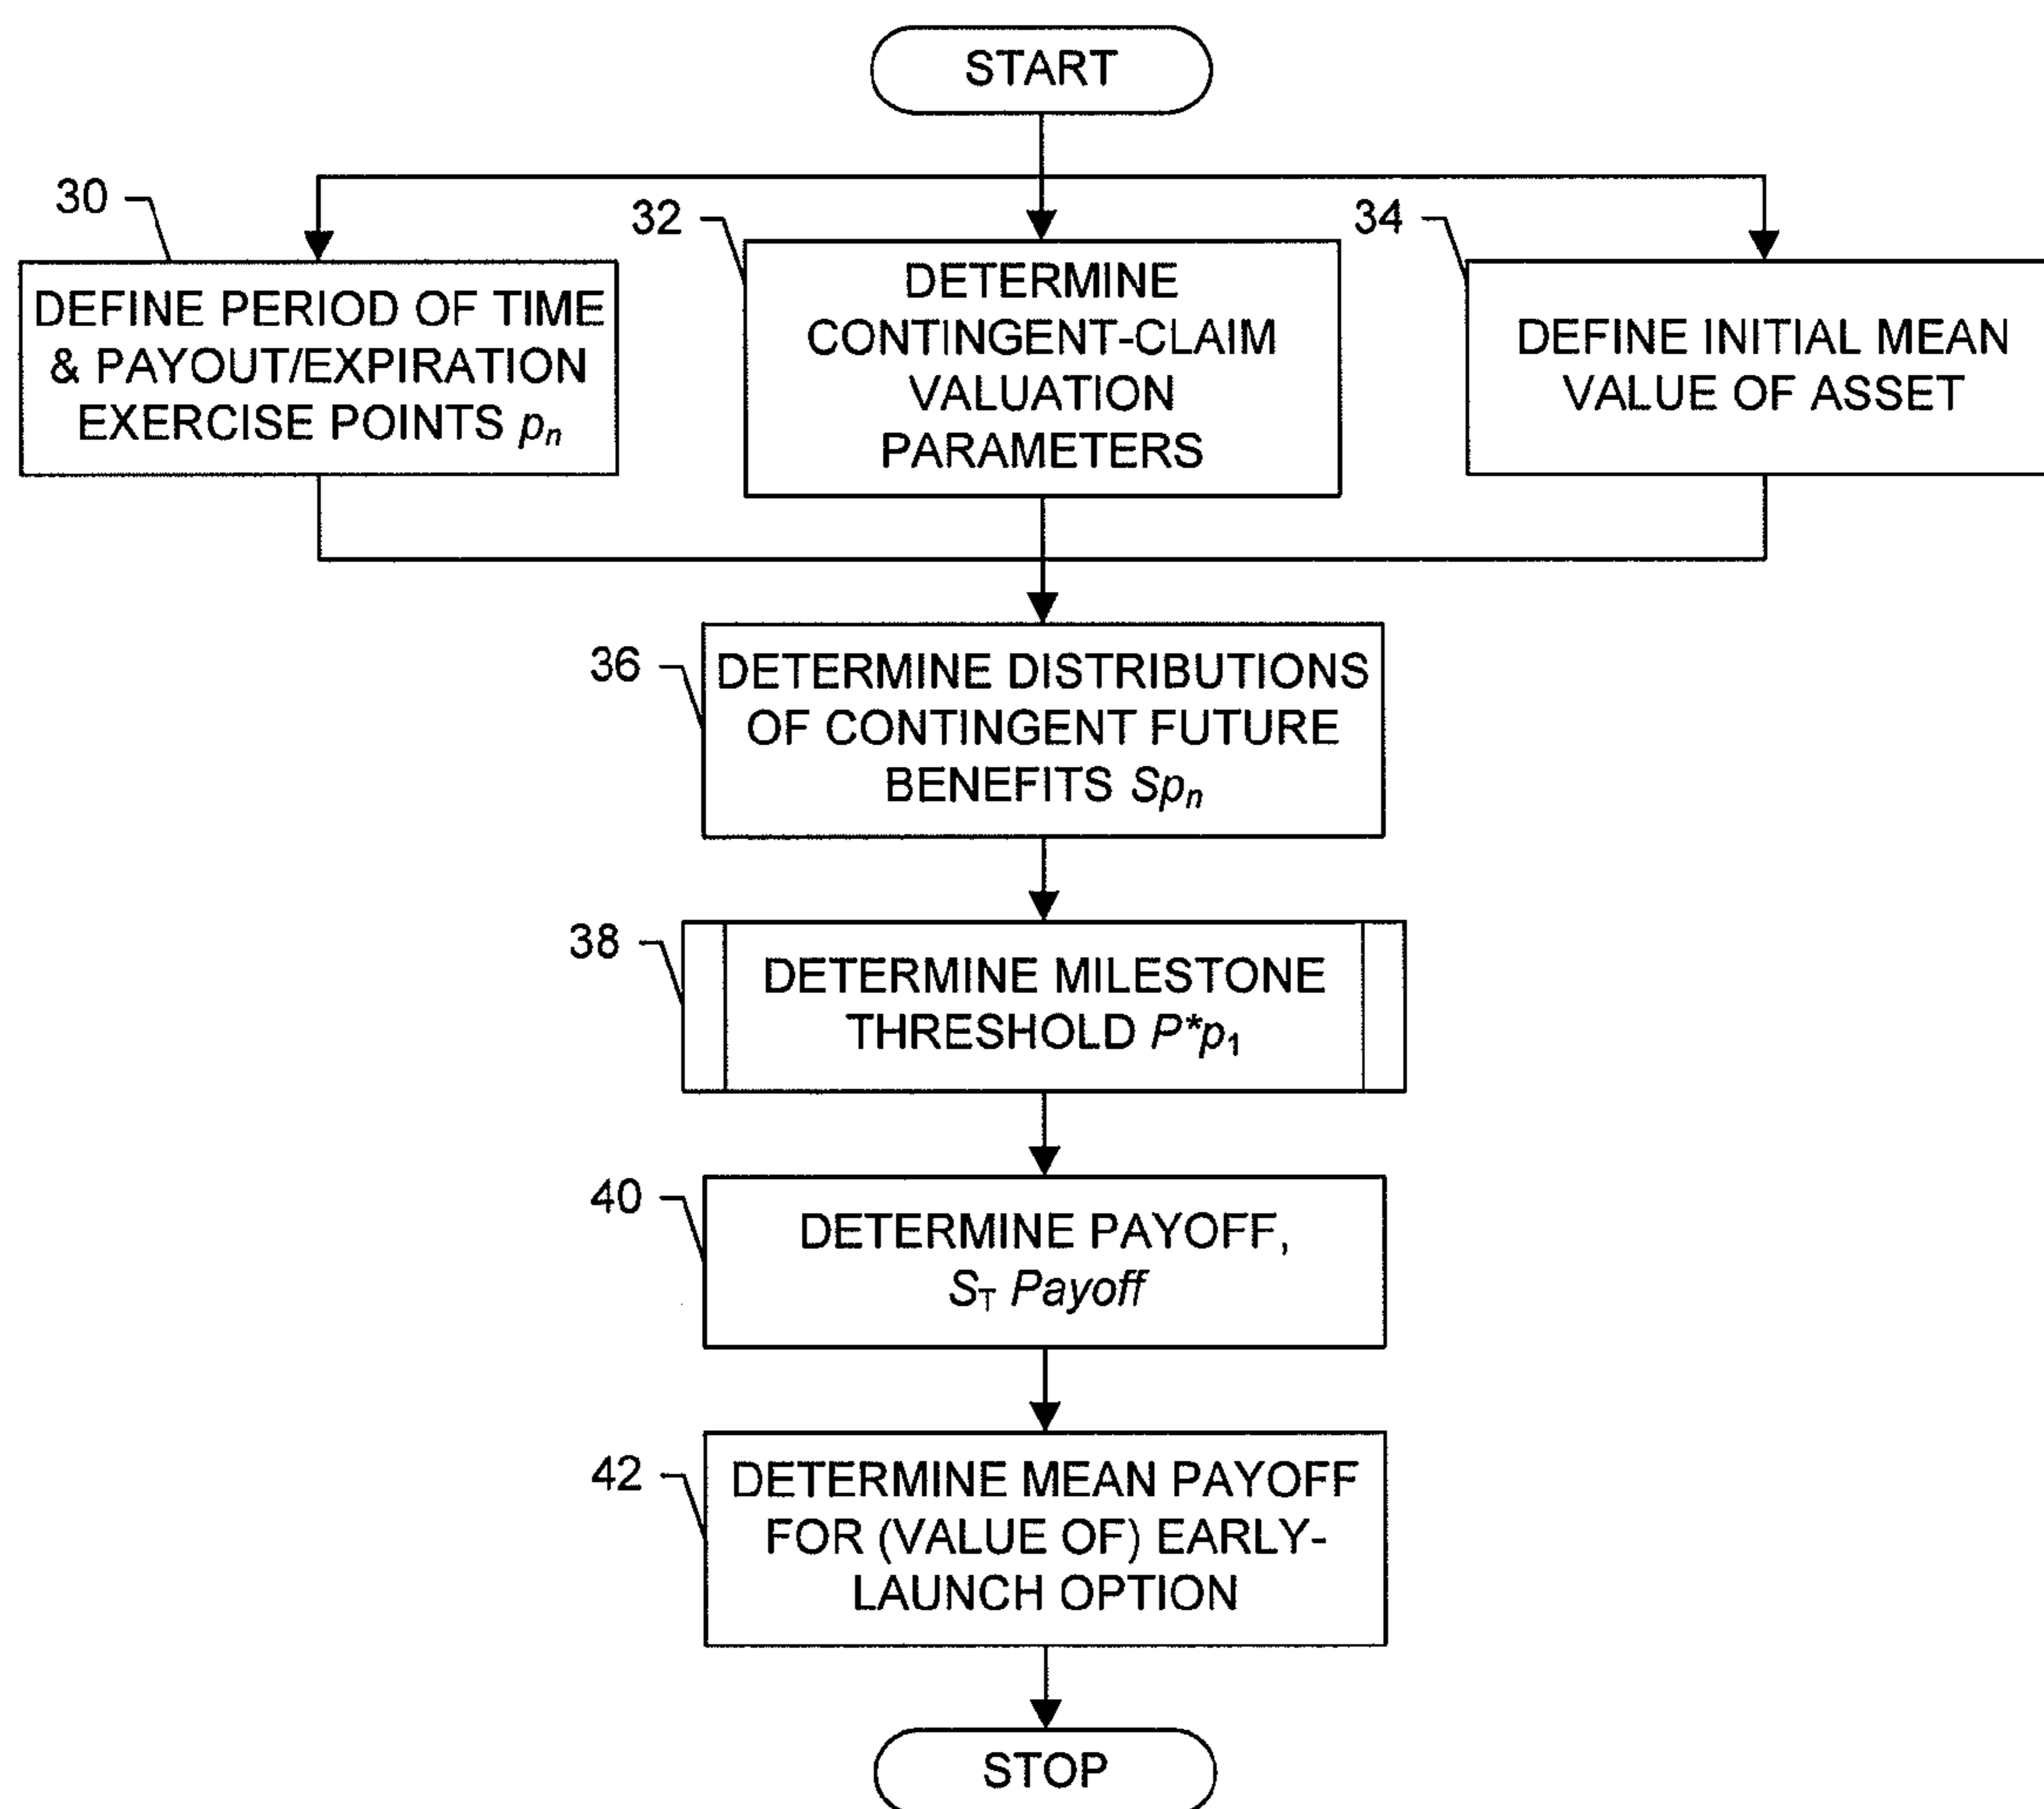 START
30
DEFINE PERIOD OF TIME
& PAYOUT/EXPIRATION
EXERCISE POINTS pn
32
DETERMINE
CONTINGENT-CLAIM
VALUATION
PARAMETERS
34
DEFINE INITIAL MEAN
VALUE OF ASSET
36
DETERMINE DISTRIBUTIONS
OF CONTINGENT FUTURE
BENEFITS Spn
38
DETERMINE MILESTONE
THRESHOLD P*p1
40
DETERMINE PAYOFF,
ST Payoff
42
DETERMINE MEAN PAYOFF
FOR (VALUE OF) EARLY-
LAUNCH OPTION
STOP